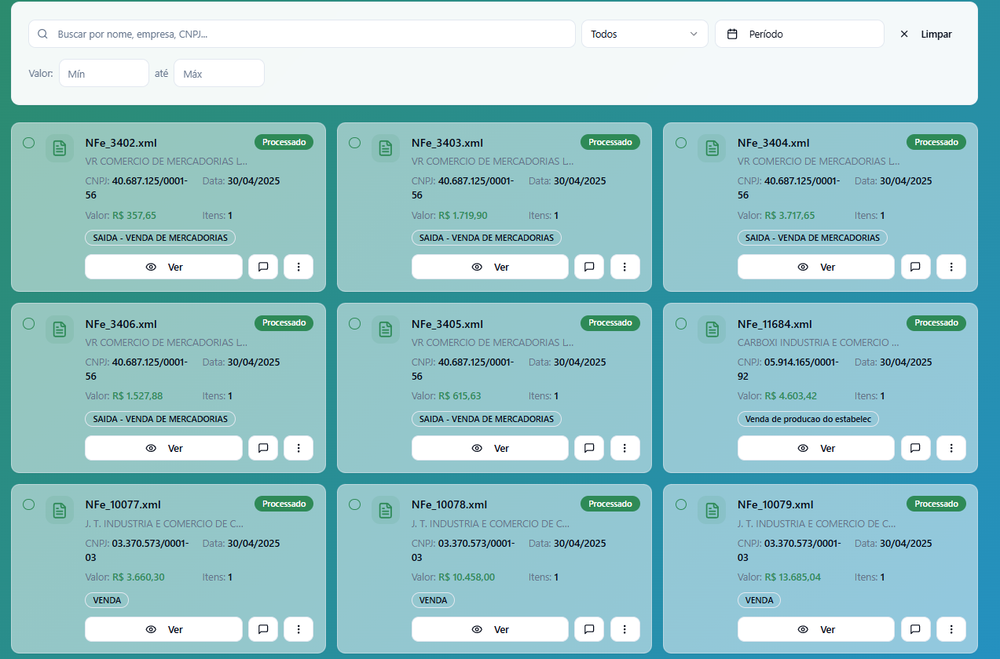 Buscar por nome, empresa, CNPJ...
Todos
Período
Limpar
Valor:
Mín
até
Máx
NFe_3402.xml
Processado
VR COMERCIO DE MERCADORIAS L...
CNPJ: 40.687.125/0001-
56
Data: 30/04/2025
Valor: R$ 357,65
Itens: 1
SAIDA - VENDA DE MERCADORIAS
Ver
NFe_3403.xml
Processado
VR COMERCIO DE MERCADORIAS L...
CNPJ: 40.687.125/0001-
56
Data: 30/04/2025
Valor: R$ 1.719,90
Itens: 1
SAIDA - VENDA DE MERCADORIAS
Ver
NFe_3404.xml
Processado
VR COMERCIO DE MERCADORIAS L...
CNPJ: 40.687.125/0001-
56
Data: 30/04/2025
Valor: R$ 3.717,65
Itens: 1
SAIDA - VENDA DE MERCADORIAS
Ver
NFe_3406.xml
Processado
VR COMERCIO DE MERCADORIAS L...
CNPJ: 40.687.125/0001-
56
Data: 30/04/2025
Valor: R$ 1.527,88
Itens: 1
SAIDA - VENDA DE MERCADORIAS
Ver
NFe_3405.xml
Processado
VR COMERCIO DE MERCADORIAS L...
CNPJ: 40.687.125/0001-
56
Data: 30/04/2025
Valor: R$ 615,63
Itens: 1
SAIDA - VENDA DE MERCADORIAS
Ver
NFe_11684.xml
Processado
CARBOXI INDUSTRIA E COMERCIO ...
CNPJ: 05.914.165/0001-
92
Data: 30/04/2025
Valor: R$ 4.603,42
Itens: 1
Venda de producao do estabelec
Ver
NFe_10077.xml
Processado
J. T. INDUSTRIA E COMERCIO DE C...
CNPJ: 03.370.573/0001-
03
Data: 30/04/2025
Valor: R$ 3.660,30
Itens: 1
VENDA
Ver
NFe_10078.xml
Processado
J. T. INDUSTRIA E COMERCIO DE C...
CNPJ: 03.370.573/0001-
03
Data: 30/04/2025
Valor: R$ 10.458,00
Itens: 1
VENDA
Ver
NFe_10079.xml
Processado
J. T. INDUSTRIA E COMERCIO DE C...
CNPJ: 03.370.573/0001-
03
Data: 30/04/2025
Valor: R$ 13.685,04
Itens: 1
VENDA
Ver